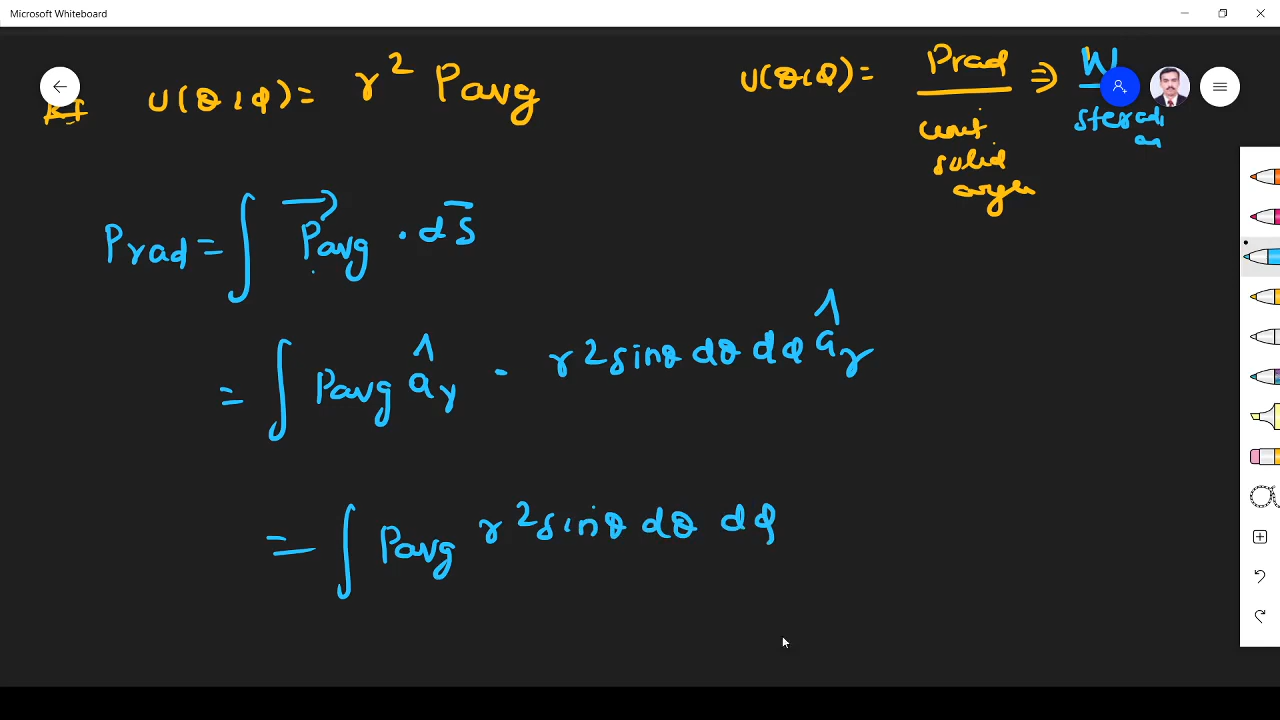 Microsoft Whiteboard
U(θ,φ) = r² Pavg
U(θ,φ) = Prad / unit solid angle ⇒ W / steradian
Prad = ∫ P⃗avg · ds̅
= ∫ Pavg âr · r² sinθ dθ dφ âr
= ∫ Pavg r² sinθ dθ dφ